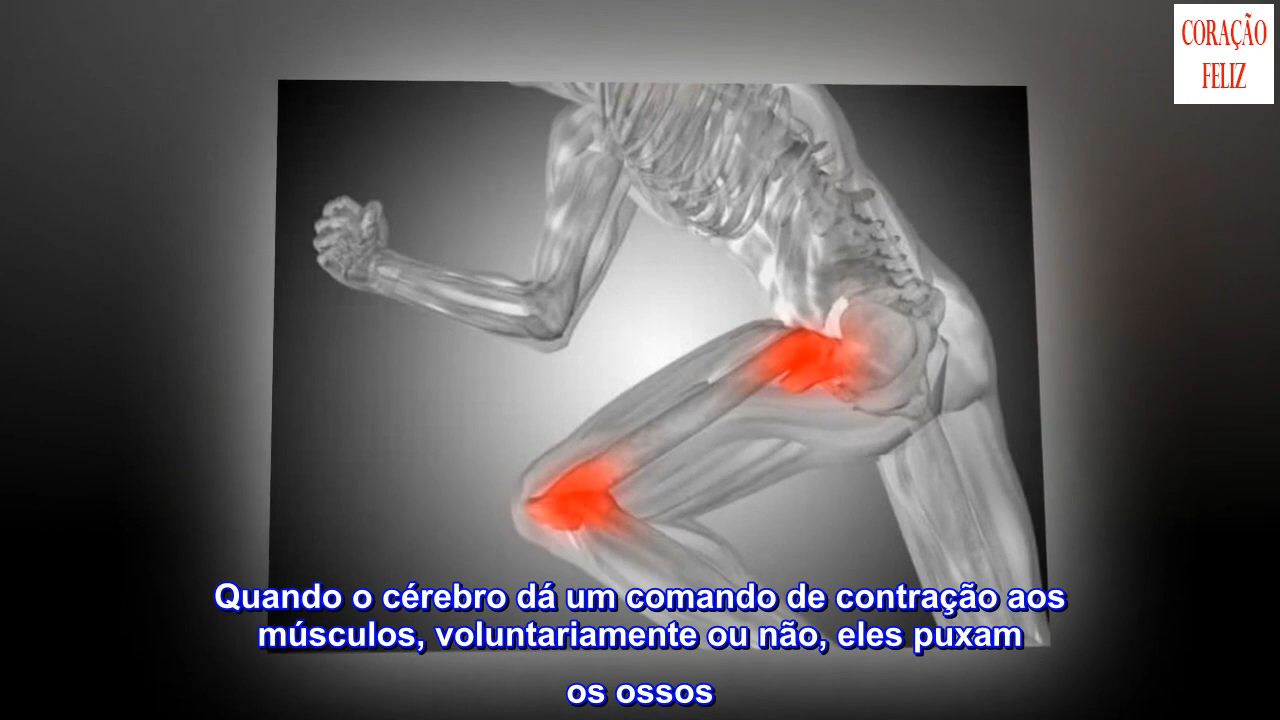 CORAÇÃO
FELIZ
Quando o cérebro dá um comando de contração aos
músculos, voluntariamente ou não, eles puxam
os ossos